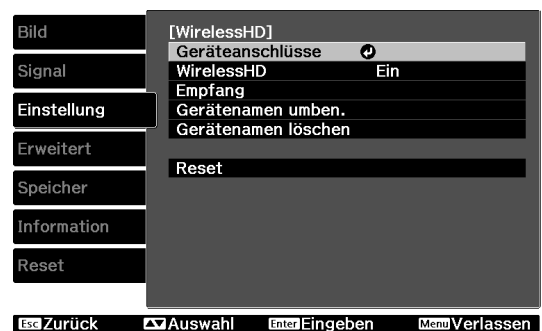 Bild
Signal
Einstellung
Erweitert
Speicher
Information
Reset
[WirelessHD]
Geräteanschlüsse
WirelessHD Ein
Empfang
Gerätenamen umben.
Gerätenamen löschen
Reset
Esc Zurück Auswahl Enter Eingeben Menu Verlassen